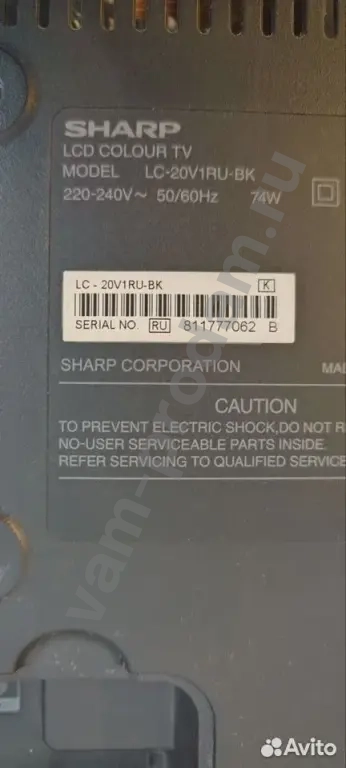 SHARP
LCD COLOUR TV
MODEL LC-20V1RU-BK
220-240V~ 50/60Hz 74W
LC - 20V1RU-BK K
SERIAL NO. RU 811777062 B
SHARP CORPORATION
CAUTION
TO PREVENT ELECTRIC SHOCK,DO NOT
NO-USER SERVICEABLE PARTS INSIDE.
REFER SERVICING TO QUALIFIED SERVICE
vam-prodam.ru
Avito